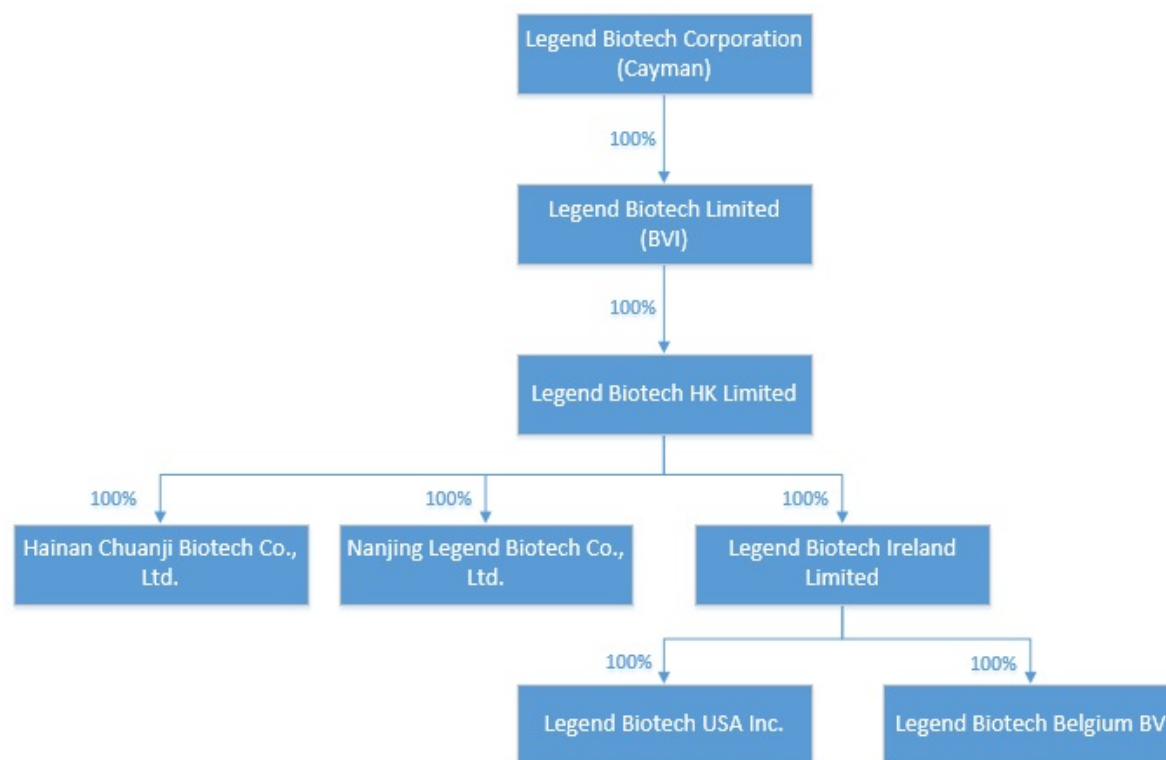 Legend Biotech Corporation
(Cayman)
100%
Legend Biotech Limited
(BVI)
100%
Legend Biotech HK Limited
100%
100%
100%
Hainan Chuanji Biotech Co.,
Ltd.
Nanjing Legend Biotech Co.,
Ltd.
Legend Biotech Ireland
Limited
100%
100%
Legend Biotech USA Inc.
Legend Biotech Belgium BV